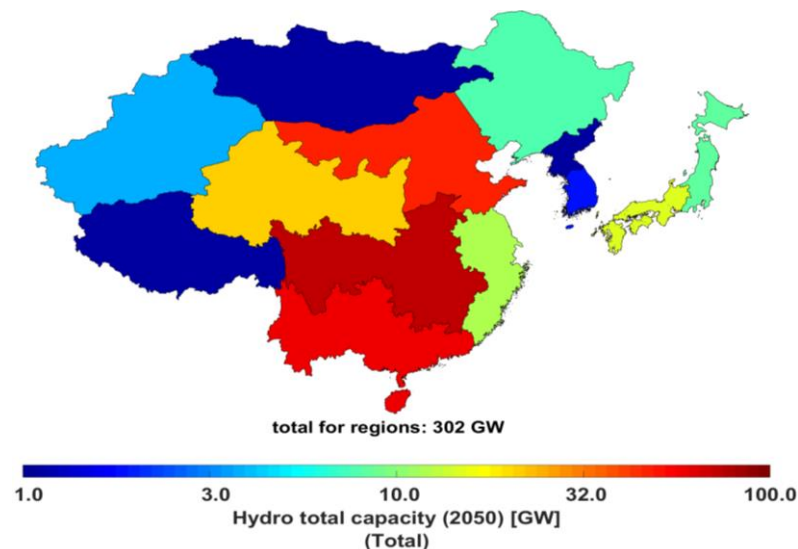 total for regions: 302 GW
1.0 3.0 10.0 32.0 100.0
Hydro total capacity (2050) [GW]
(Total)